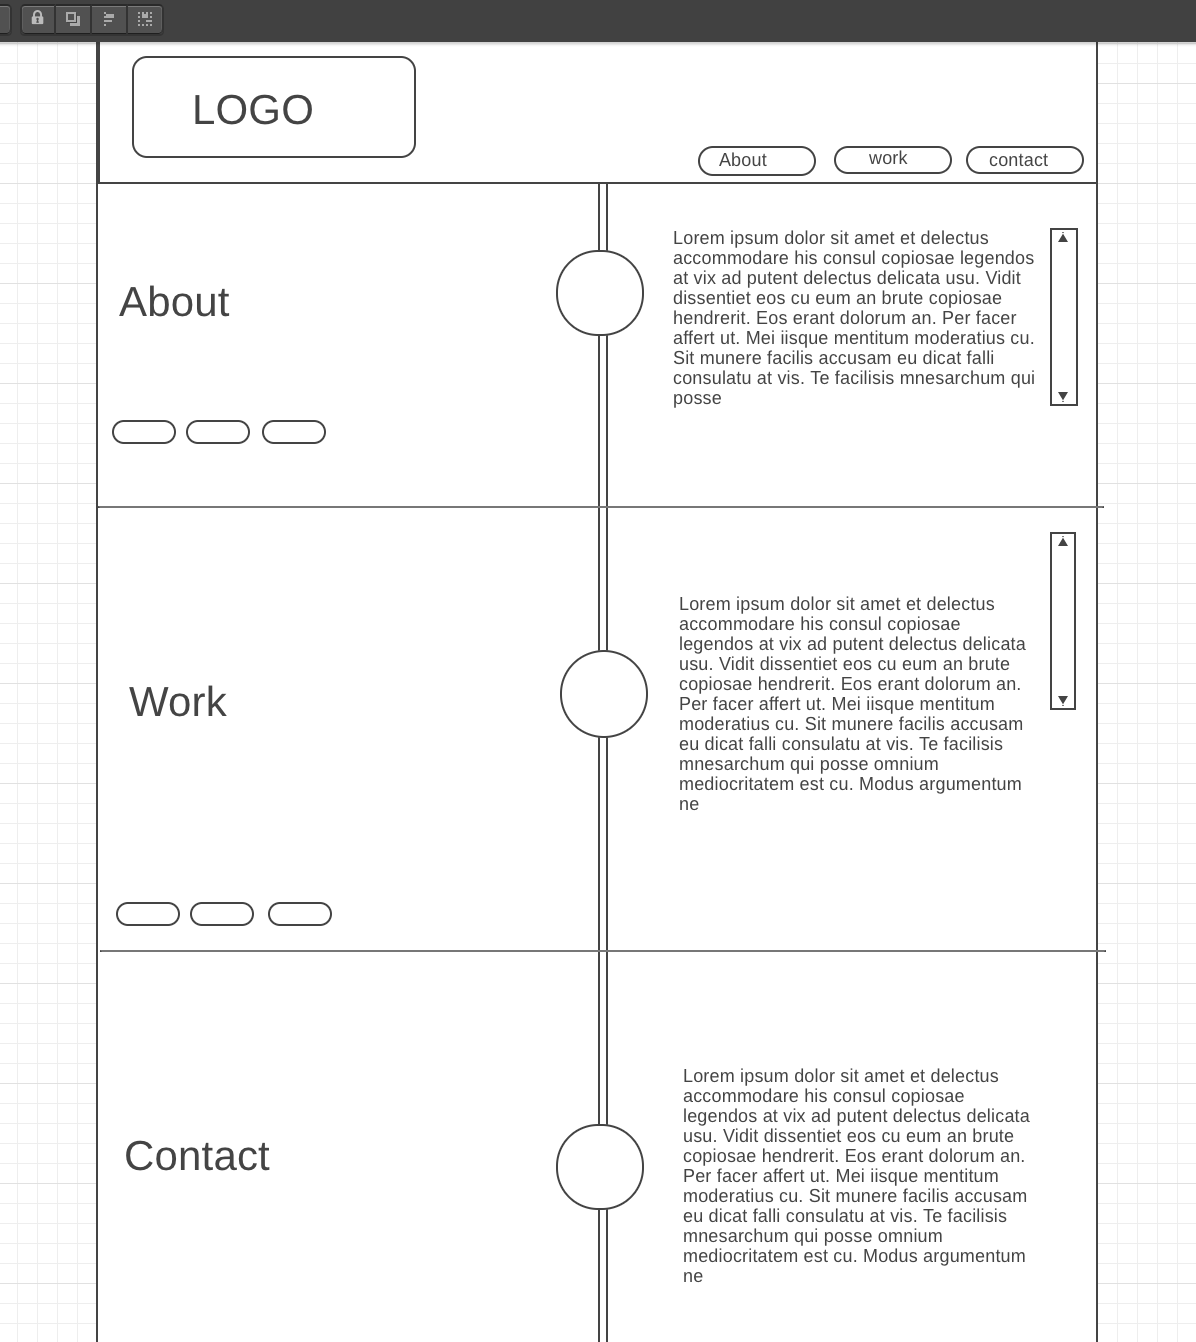 LOGO
About
work
contact
About
Lorem ipsum dolor sit amet et delectus
accommodare his consul copiosae legendos
at vix ad putent delectus delicata usu. Vidit
dissentiet eos cu eum an brute copiosae
hendrerit. Eos erant dolorum an. Per facer
affert ut. Mei iisque mentitum moderatius cu.
Sit munere facilis accusam eu dicat falli
consulatu at vis. Te facilisis mnesarchum qui
posse
Work
Lorem ipsum dolor sit amet et delectus
accommodare his consul copiosae
legendos at vix ad putent delectus delicata
usu. Vidit dissentiet eos cu eum an brute
copiosae hendrerit. Eos erant dolorum an.
Per facer affert ut. Mei iisque mentitum
moderatius cu. Sit munere facilis accusam
eu dicat falli consulatu at vis. Te facilisis
mnesarchum qui posse omnium
mediocritatem est cu. Modus argumentum
ne
Contact
Lorem ipsum dolor sit amet et delectus
accommodare his consul copiosae
legendos at vix ad putent delectus delicata
usu. Vidit dissentiet eos cu eum an brute
copiosae hendrerit. Eos erant dolorum an.
Per facer affert ut. Mei iisque mentitum
moderatius cu. Sit munere facilis accusam
eu dicat falli consulatu at vis. Te facilisis
mnesarchum qui posse omnium
mediocritatem est cu. Modus argumentum
ne